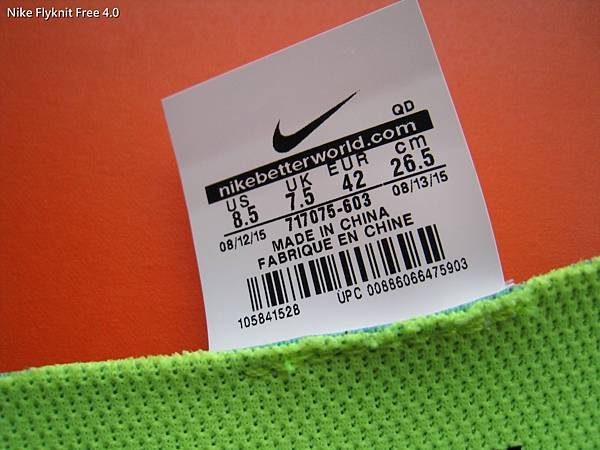 Nike Flyknit Free 4.0
QD
nikebetterworld.com
US UK EUR Cm
8.5 7.5 42 26.5
08/12/15 717075-603 08/13/15
MADE IN CHINA
FABRIQUE EN CHINE
105841528 UPC 00886066475903